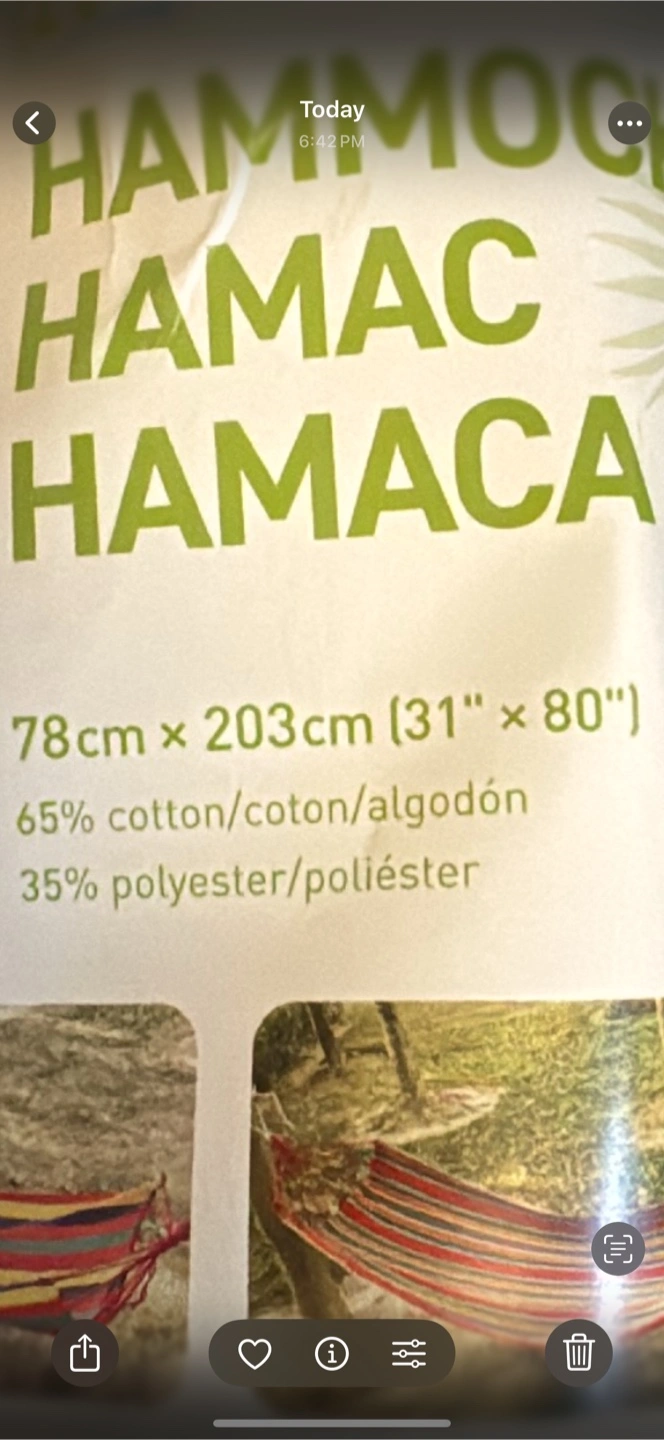 Today
6:42 PM
HAMMOC
HAMAC
HAMACA
78cm × 203cm (31" × 80")
65% cotton/coton/algodón
35% polyester/poliéster